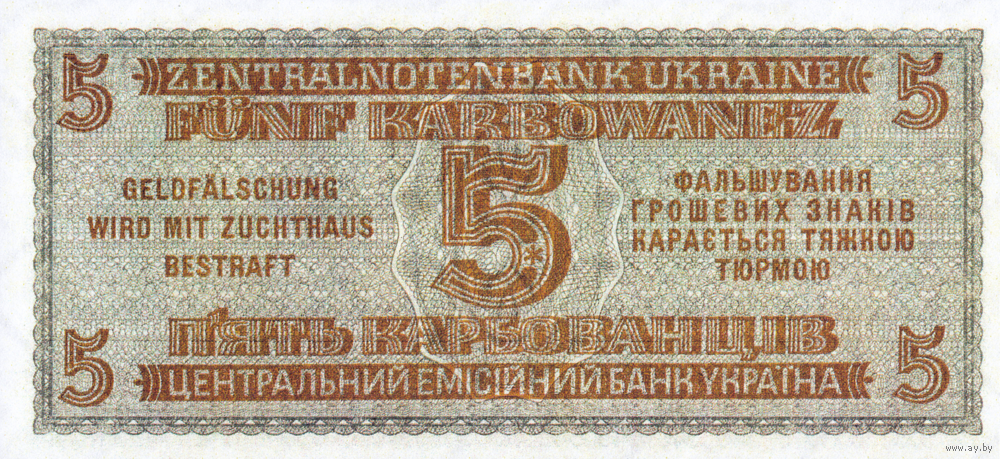 5 ZENTRALNOTENBANK UKRAINE 5
FÜNF KARBOWANEZ
5
GELDFÄLSCHUNG
WIRD MIT ZUCHTHAUS
BESTRAFT
ФАЛЬШУВАННЯ
ГРОШЕВИХ ЗНАКІВ
КАРАЄТЬСЯ ТЯЖКОЮ
ТЮРМОЮ
5 П'ЯТЬ КАРБОВАНЦІВ 5
ЦЕНТРАЛЬНИЙ ЕМІСІЙНИЙ БАНК УКРАЇНА
www.ay.by